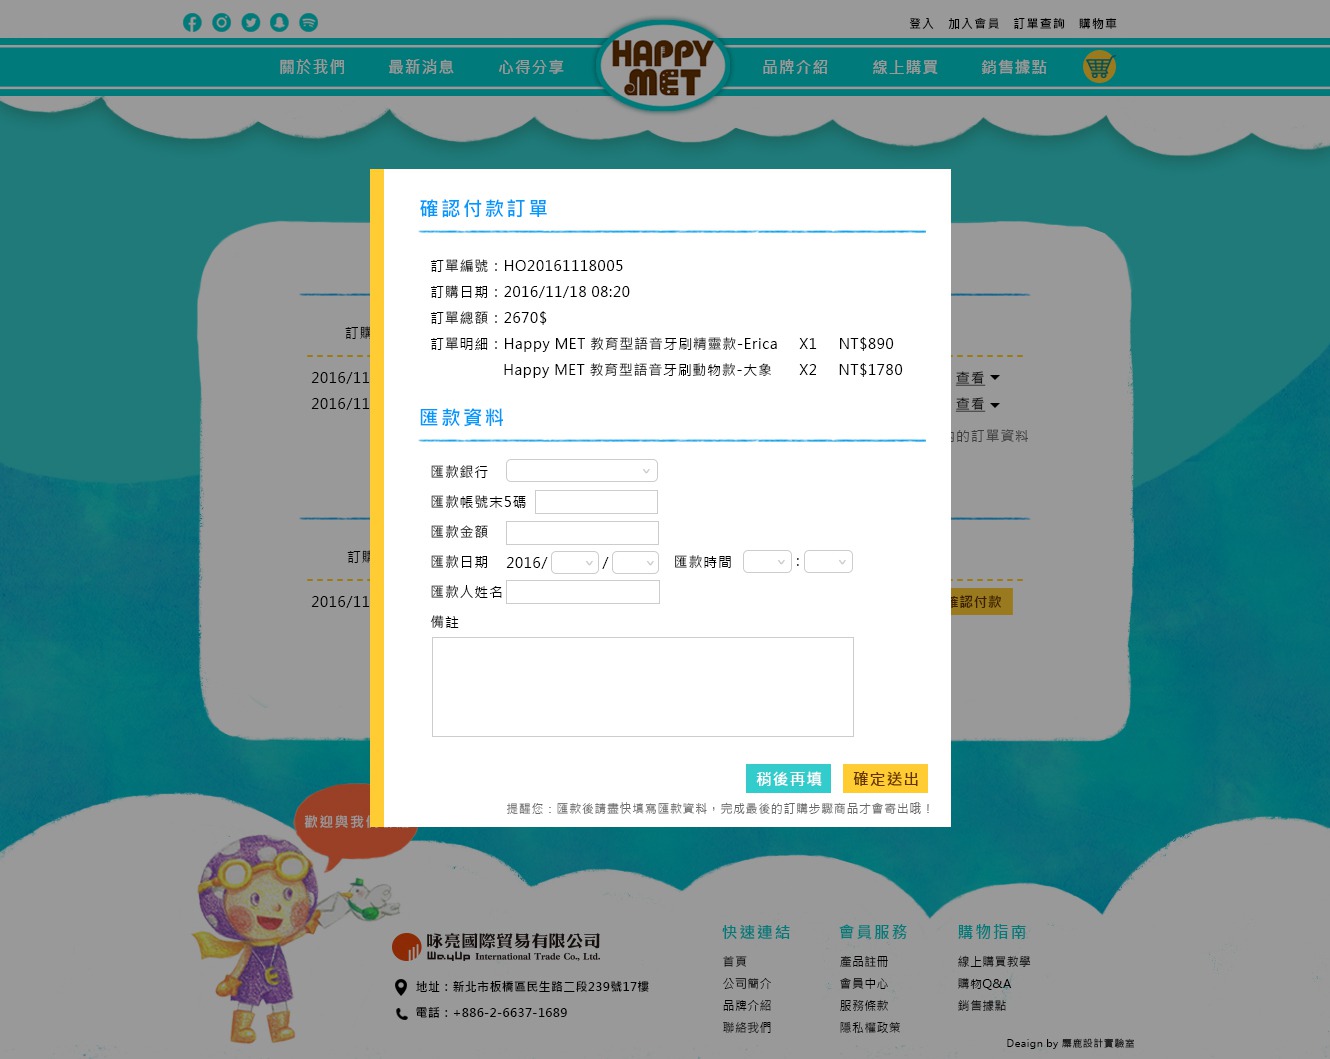 登入 加入會員 訂單查詢 購物車
關於我們 最新消息 心得分享 HAPPY MET 品牌介紹 線上購買 銷售據點
確認付款訂單
訂單編號：HO20161118005
訂購日期：2016/11/18 08:20
訂單總額：2670$
訂單明細：Happy MET 教育型語音牙刷精靈款-Erica X1 NT$890
Happy MET 教育型語音牙刷動物款-大象 X2 NT$1780
匯款資料
匯款銀行
匯款帳號末5碼
匯款金額
匯款日期 2016/ / 匯款時間 :
匯款人姓名
備註
稍後再填 確定送出
提醒您：匯款後請盡快填寫匯款資料，完成最後的訂購步驟商品才會寄出哦！
訂購
2016/11
2016/11
查看
查看
的訂單資料
訂購
2016/11
確認付款
歡迎與我們
咏亮國際貿易有限公司
WayUp International Trade Co., Ltd.
地址：新北市板橋區民生路二段239號17樓
電話：+886-2-6637-1689
快速連結
首頁
公司簡介
品牌介紹
聯絡我們
會員服務
產品註冊
會員中心
服務條款
隱私權政策
購物指南
線上購買教學
購物Q&A
銷售據點
Deaign by 麋鹿設計實驗室